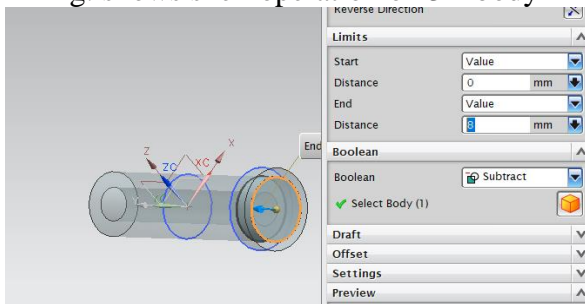 Reverse Direction
Limits
Start Value
Distance 0 mm
End Value
Distance 8 mm
Boolean
Boolean Subtract
Select Body (1)
Draft
Offset
Settings
Preview
End
Z ZC XC X